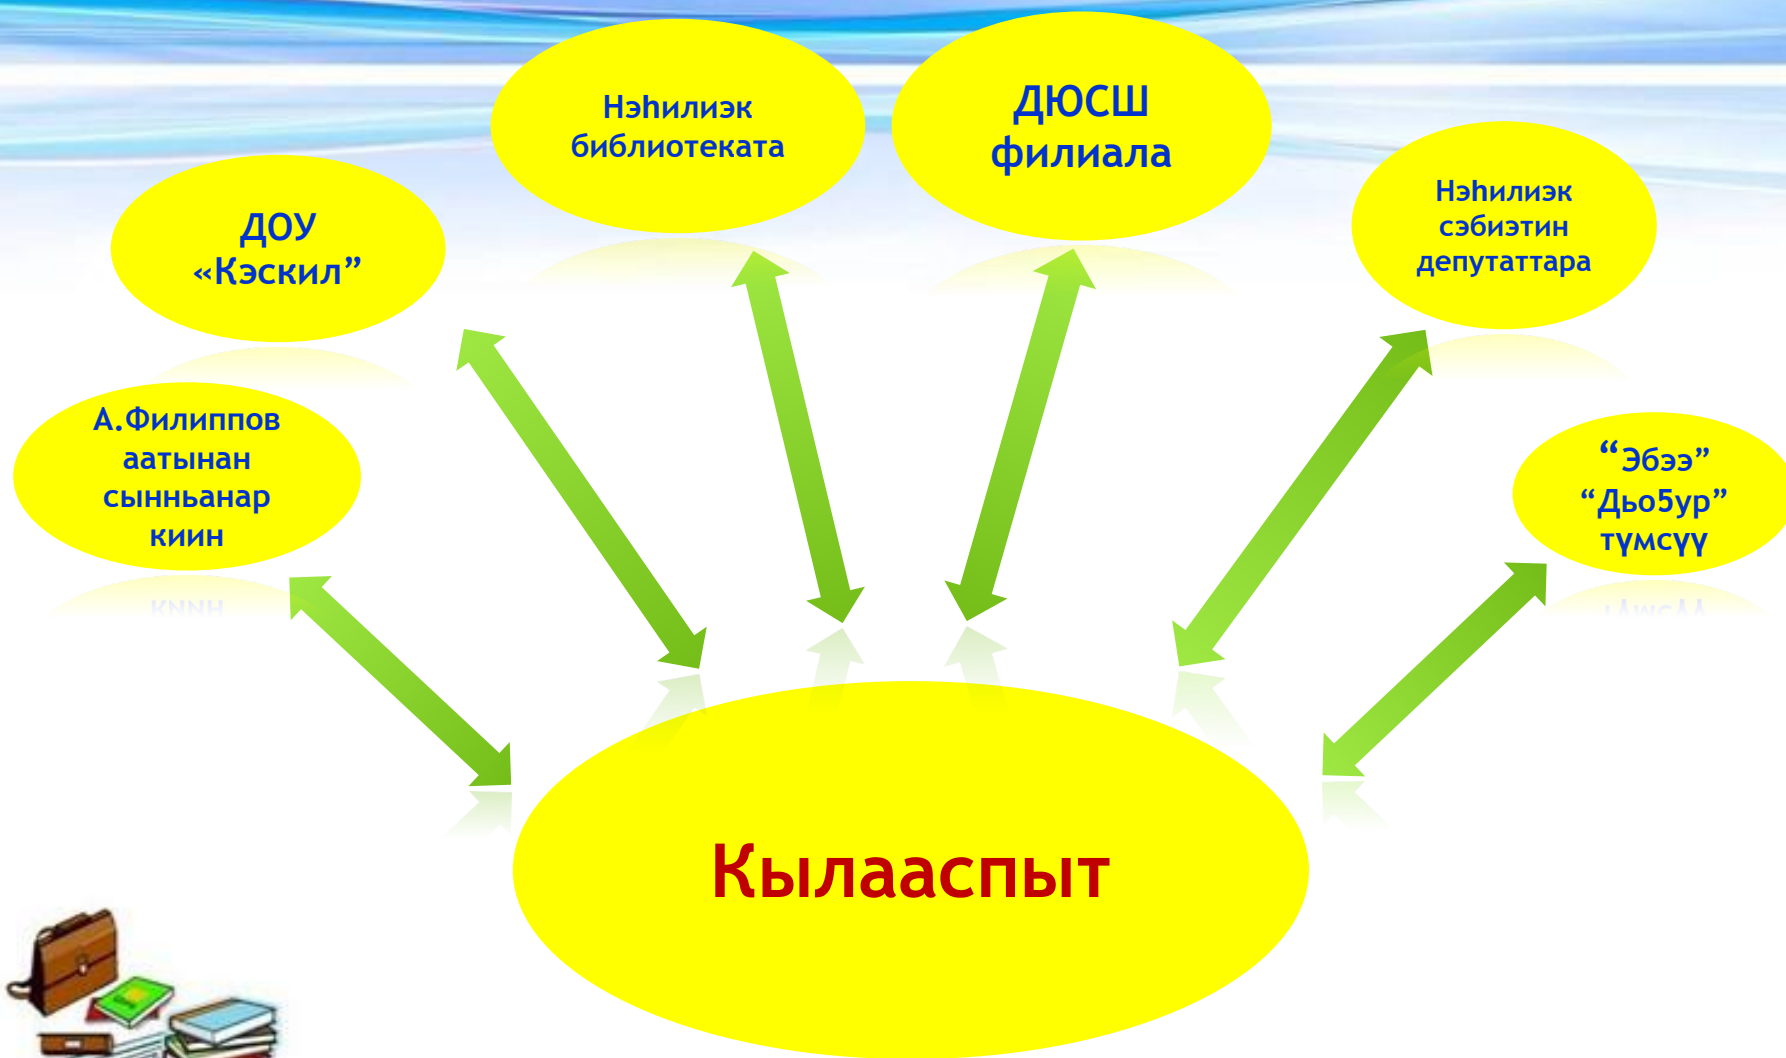 Нэһилиэк
библиотеката
ДЮСШ
филиала
ДОУ
«Кэскил”
Нэһилиэк
сэбиэтин
депутаттара
А.Филиппов
аатынан
сынньанар
киин
“Эбээ”
“Дьо5ур”
түмсүү
Кылааспыт